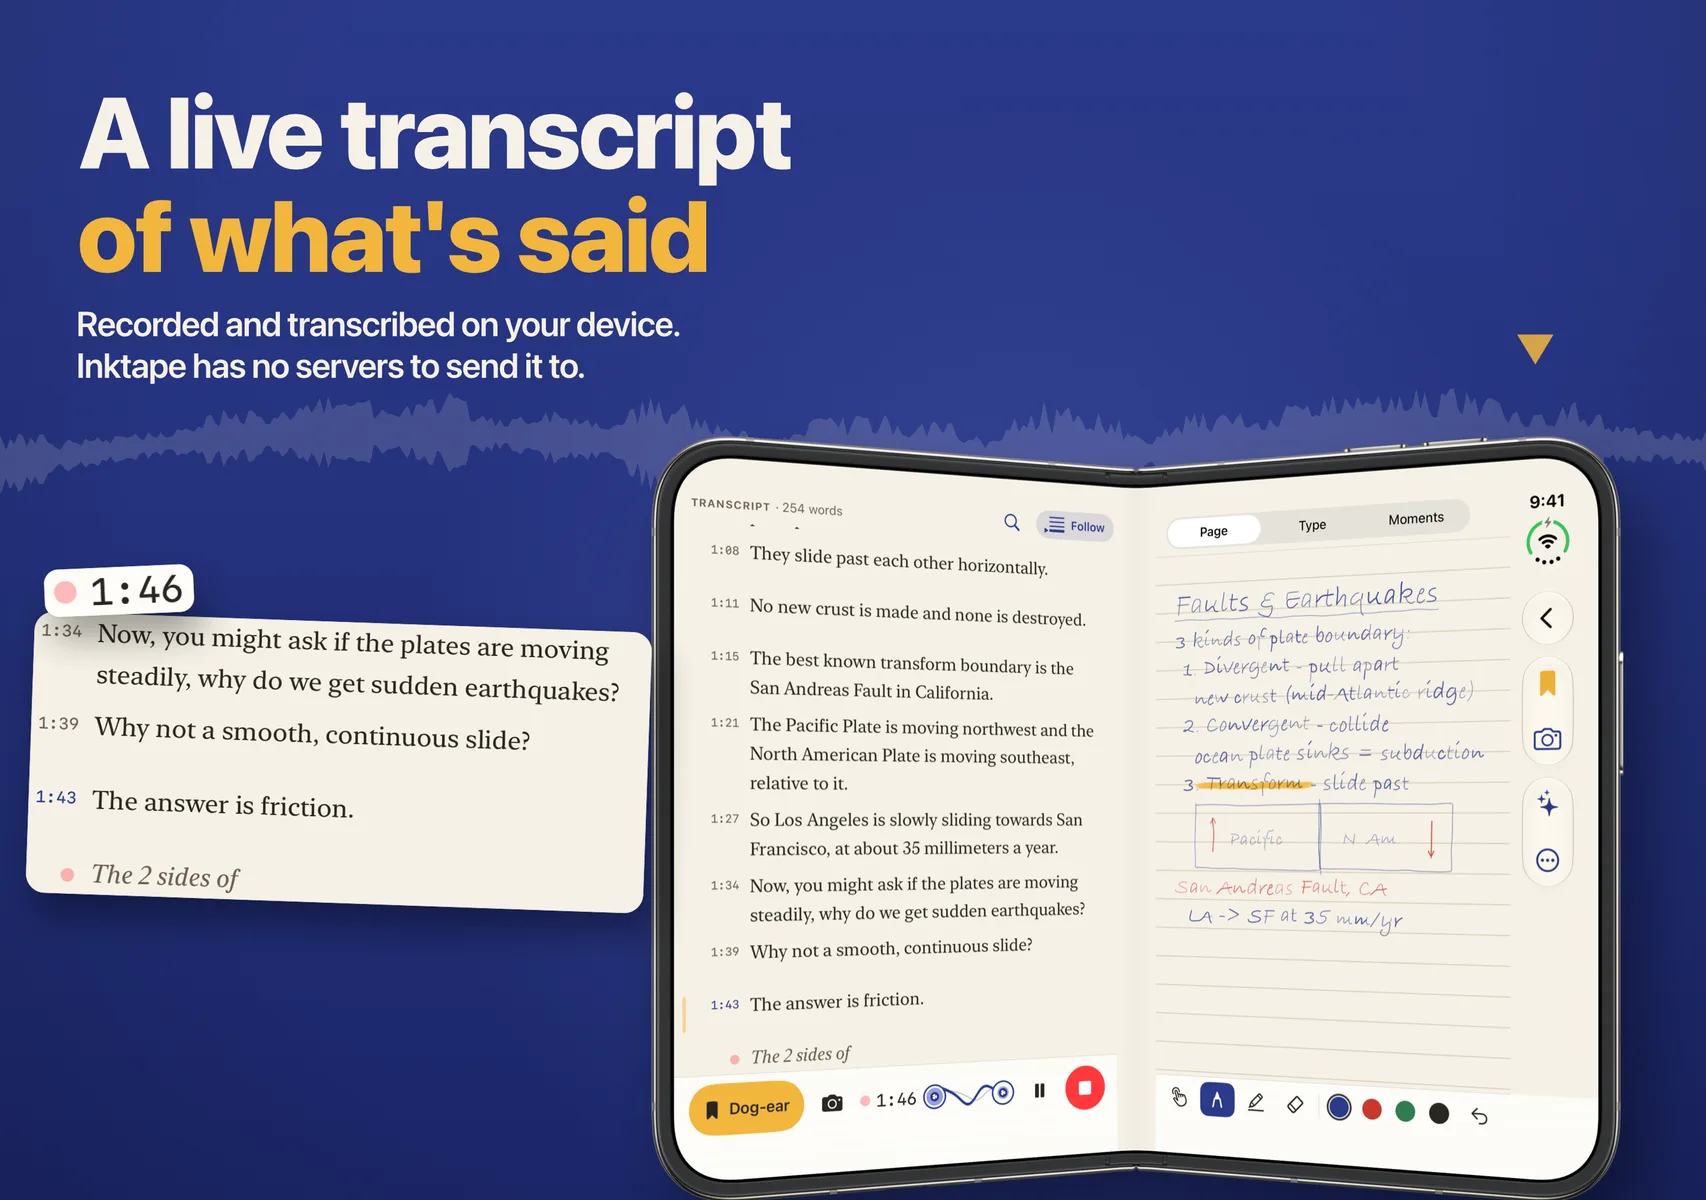 A live transcript
of what's said
Recorded and transcribed on your device.
Inktape has no servers to send it to.
1:46
1:34 Now, you might ask if the plates are moving
steadily, why do we get sudden earthquakes?
1:39 Why not a smooth, continuous slide?
1:43 The answer is friction.
The 2 sides of
TRANSCRIPT · 254 words
Follow
1:08 They slide past each other horizontally.
1:11 No new crust is made and none is destroyed.
1:15 The best known transform boundary is the
San Andreas Fault in California.
1:21 The Pacific Plate is moving northwest and the
North American Plate is moving southeast,
relative to it.
1:27 So Los Angeles is slowly sliding towards San
Francisco, at about 35 millimeters a year.
1:34 Now, you might ask if the plates are moving
steadily, why do we get sudden earthquakes?
1:39 Why not a smooth, continuous slide?
1:43 The answer is friction.
The 2 sides of
Dog-ear
1:46
Page Type Moments
9:41
Faults & Earthquakes
3 kinds of plate boundary:
1. Divergent - pull apart
new crust (mid-Atlantic ridge)
2. Convergent - collide
ocean plate sinks = subduction
3. Transform - slide past
Pacific N Am
San Andreas Fault, CA
LA -> SF at 35 mm/yr